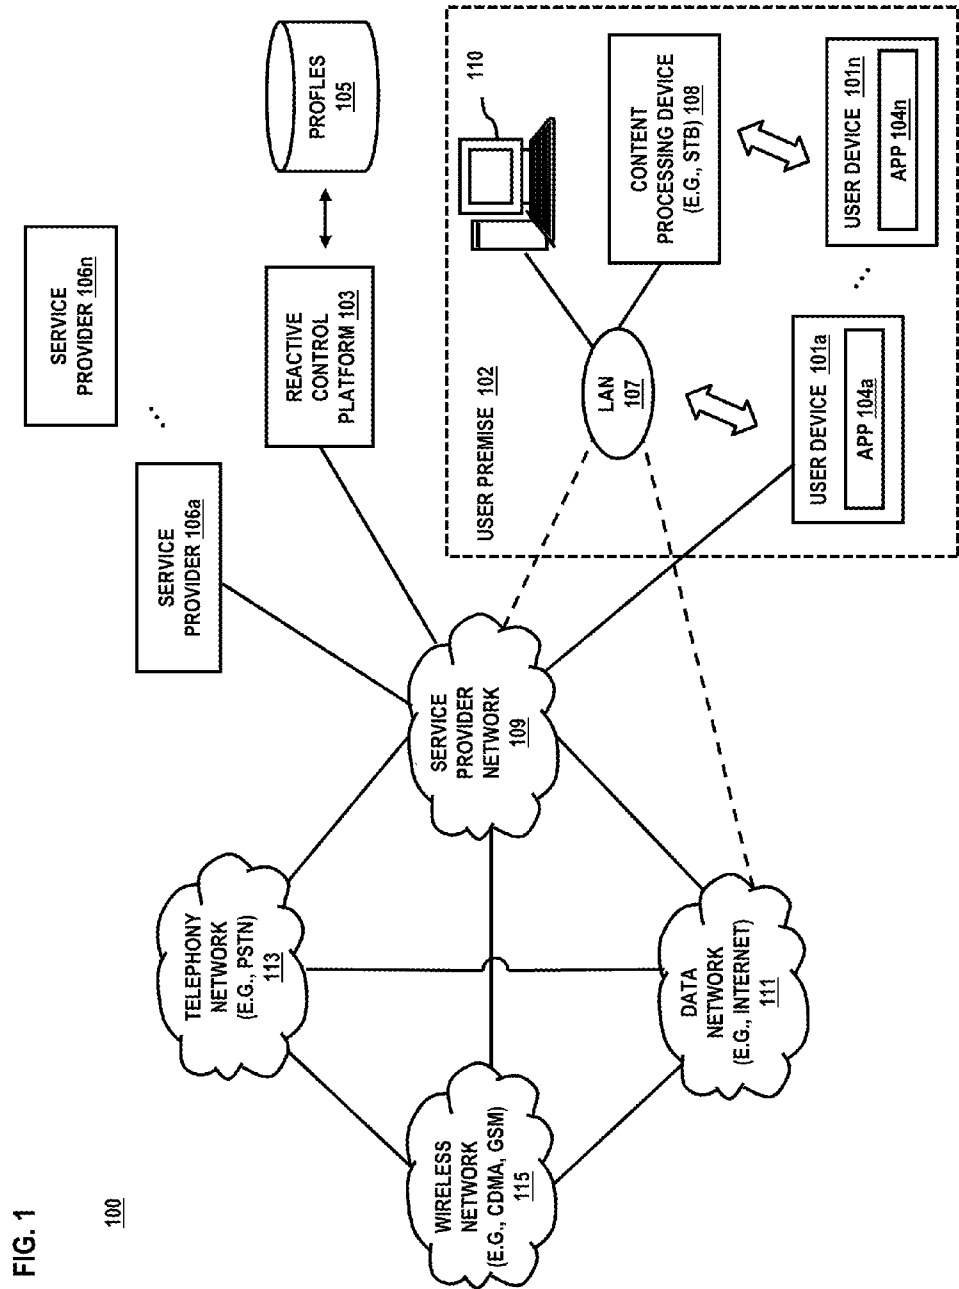 FIG. 1
100
SERVICE
PROVIDER 106a
SERVICE
PROVIDER 106n
...
TELEPHONY
NETWORK
(E.G., PSTN)
113
REACTIVE
CONTROL
PLATFORM 103
PROFLES
105
WIRELESS
NETWORK
(E.G., CDMA, GSM)
115
SERVICE
PROVIDER
NETWORK
109
USER PREMISE 102
110
LAN
107
CONTENT
PROCESSING DEVICE
(E.G., STB) 108
DATA
NETWORK
(E.G., INTERNET)
111
USER DEVICE 101a
APP 104a
...
USER DEVICE 101n
APP 104n